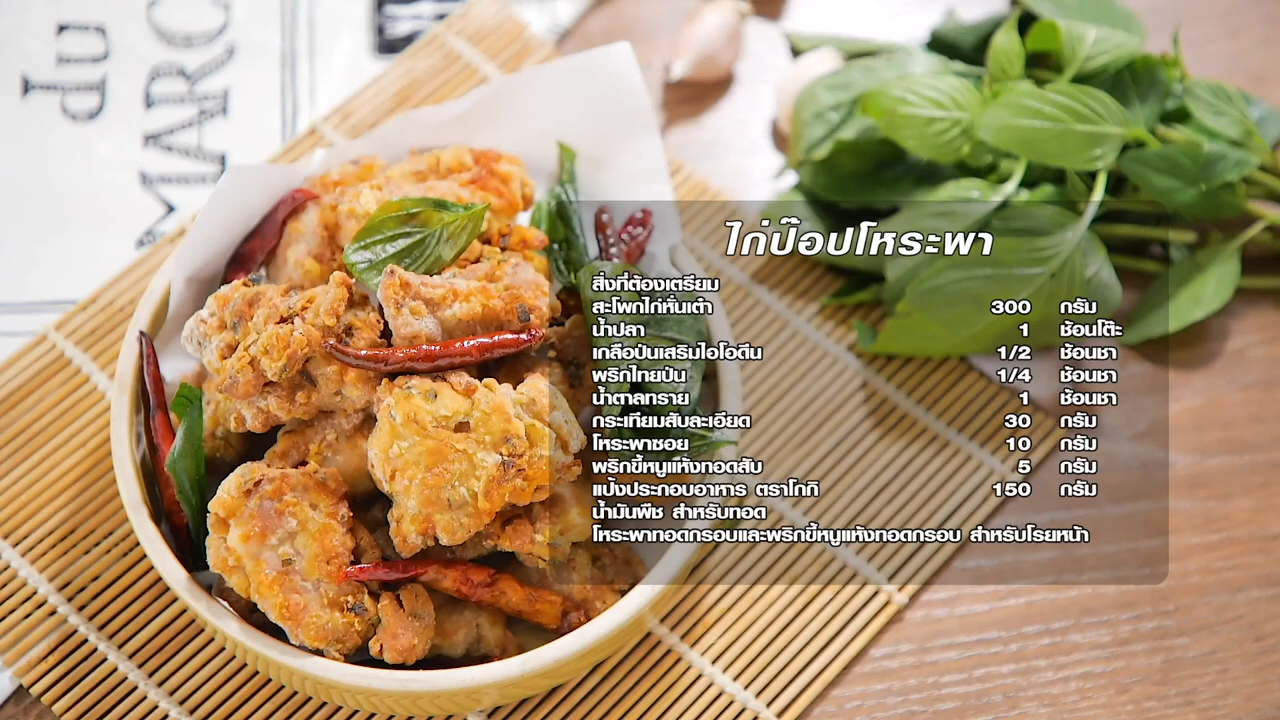 du
MARC
ไก่ป๊อปโหระพา
สิ่งที่ต้องเตรียม
สะโพกไก่หั่นเต๋า 300 กรัม
น้ำปลา 1 ช้อนโต๊ะ
เกลือป่นเสริมไอโอดีน 1/2 ช้อนชา
พริกไทยป่น 1/4 ช้อนชา
น้ำตาลทราย 1 ช้อนชา
กระเทียมสับละเอียด 30 กรัม
โหระพาซอย 10 กรัม
พริกขี้หนูแห้งทอดสับ 5 กรัม
แป้งประกอบอาหาร ตราโกกิ 150 กรัม
น้ำมันพืช สำหรับทอด
โหระพาทอดกรอบและพริกขี้หนูแห้งทอดกรอบ สำหรับโรยหน้า